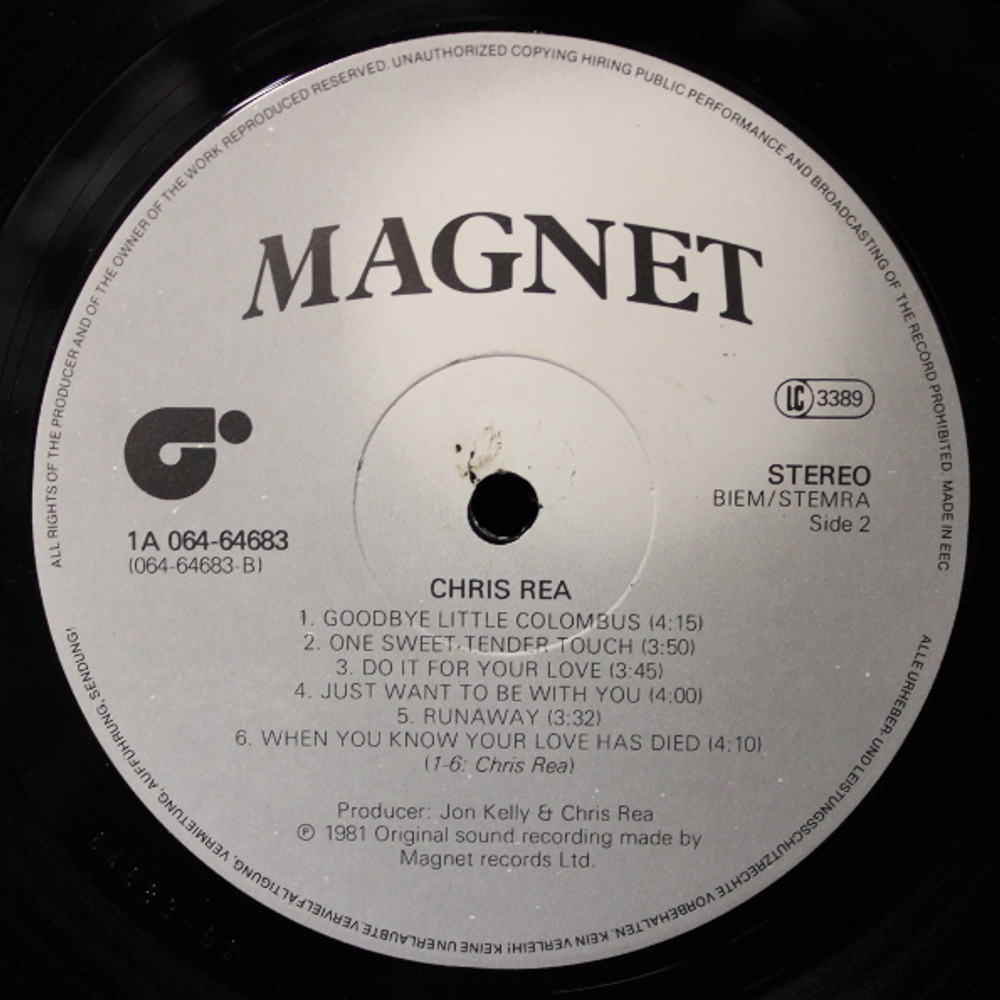 ALL RIGHTS OF THE PRODUCER AND OF THE OWNER OF THE WORK REPRODUCED RESERVED. UNAUTHORIZED COPYING HIRING PUBLIC PERFORMANCE AND BROADCASTING OF THE RECORD PROHIBITED. MADE IN EEC
MAGNET
LC 3389
STEREO
BIEM/STEMRA
Side 2
1A 064-64683
(064-64683-B)
CHRIS REA
1. GOODBYE LITTLE COLOMBUS (4:15)
2. ONE SWEET-TENDER TOUCH (3:50)
3. DO IT FOR YOUR LOVE (3:45)
4. JUST WANT TO BE WITH YOU (4:00)
5. RUNAWAY (3:32)
6. WHEN YOU KNOW YOUR LOVE HAS DIED (4:10)
(1-6: Chris Rea)
Producer: Jon Kelly & Chris Rea
℗ 1981 Original sound recording made by
Magnet records Ltd.
ALLE URHEBER- UND LEISTUNGSSCHUTZRECHTE VORBEHALTEN. KEIN VERLEIH! KEINE UNERLAUBTE VERVIELFALTIGUNG, VERMIETUNG, AUFFUHRUNG, SENDUNG!